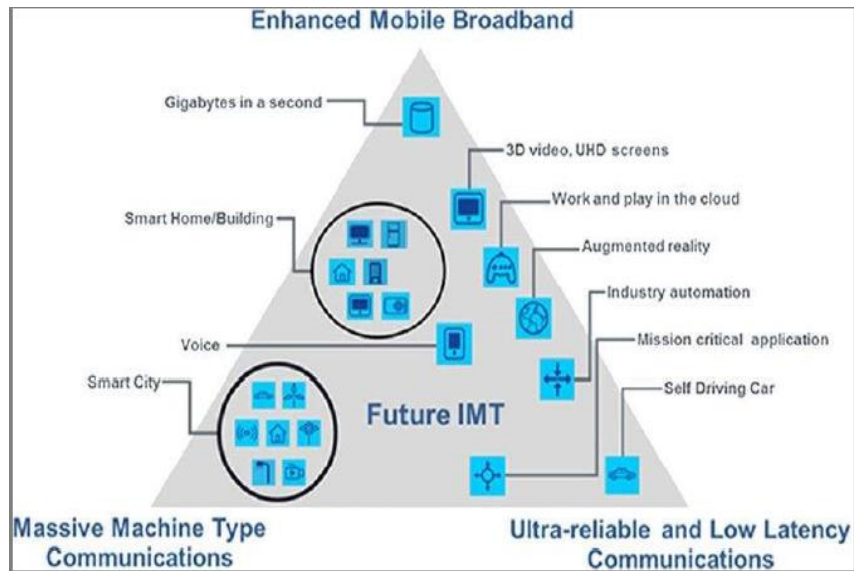 Enhanced Mobile Broadband
Gigabytes in a second
3D video, UHD screens
Work and play in the cloud
Smart Home/Building
Augmented reality
Industry automation
Mission critical application
Voice
Smart City
Self Driving Car
Future IMT
Massive Machine Type
Communications
Ultra-reliable and Low Latency
Communications